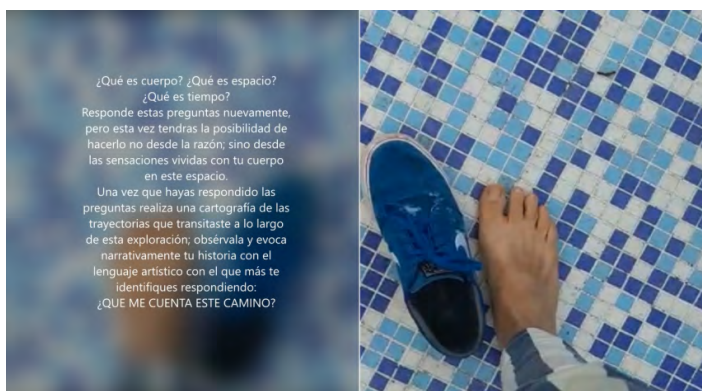 ¿Qué es cuerpo? ¿Qué es espacio?
¿Qué es tiempo?
Responde estas preguntas nuevamente,
pero esta vez tendras la posibilidad de
hacerlo no desde la razón; sino desde
las sensaciones vividas con tu cuerpo
en este espacio.
Una vez que hayas respondido las
preguntas realiza una cartografía de las
trayectorias que transitaste a lo largo
de esta exploración; obsérvala y evoca
narrativamente tu historia con el
lenguaje artístico con el que más te
identifiques respondiendo:
¿QUE ME CUENTA ESTE CAMINO?